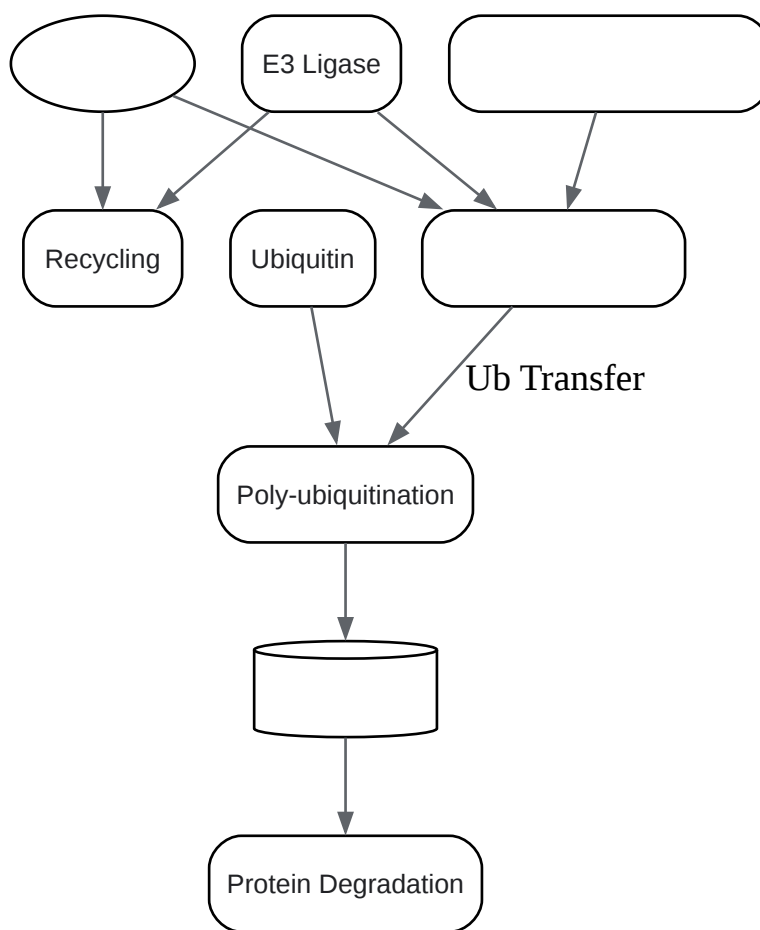 E3 Ligase
Recycling
Ubiquitin
Ub Transfer
Poly-ubiquitination
Protein Degradation